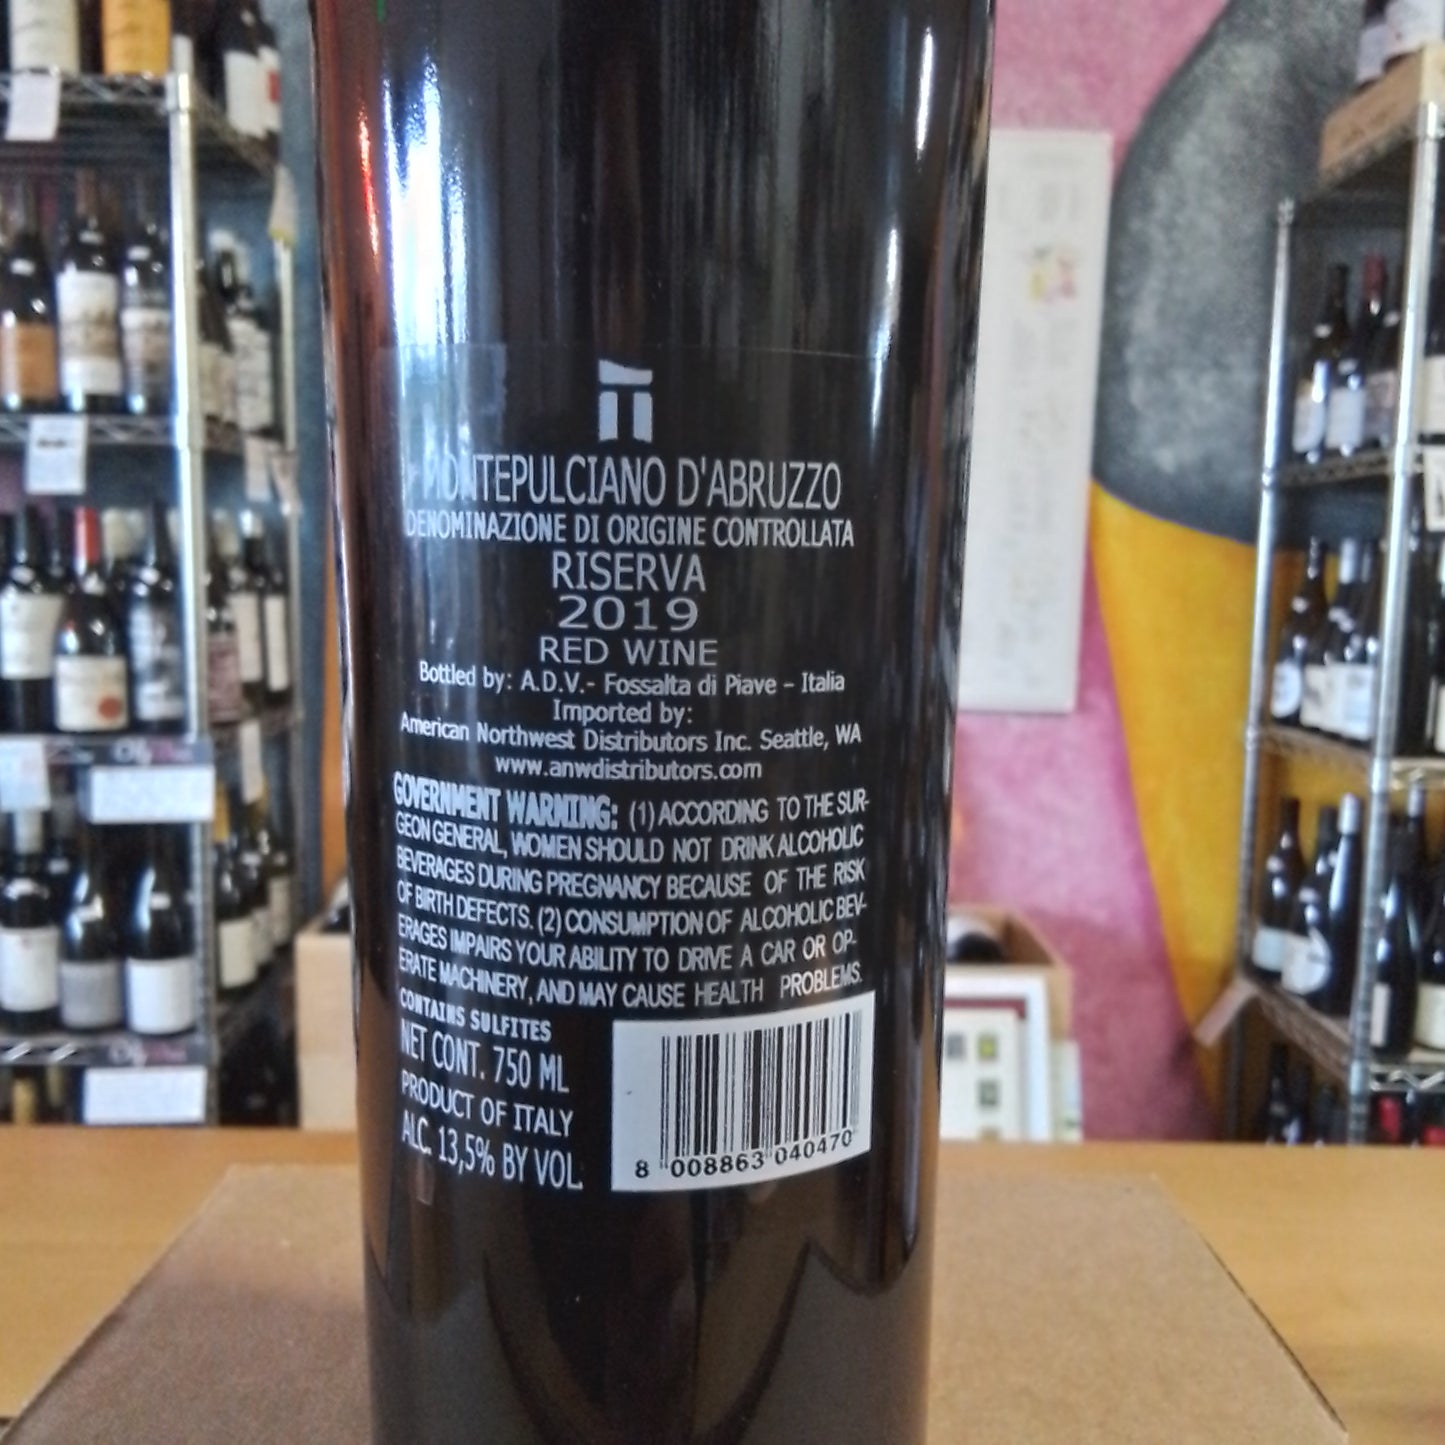 MONTEPULCIANO D'ABRUZZO
DENOMINAZIONE DI ORIGINE CONTROLLATA
RISERVA
2019
RED WINE
Bottled by: A.D.V.- Fossalta di Piave – Italia
Imported by:
American Northwest Distributors Inc. Seattle, WA
www.anwdistributors.com
GOVERNMENT WARNING: (1) ACCORDING TO THE SUR-
GEON GENERAL, WOMEN SHOULD NOT DRINK ALCOHOLIC
BEVERAGES DURING PREGNANCY BECAUSE OF THE RISK
OF BIRTH DEFECTS. (2) CONSUMPTION OF ALCOHOLIC BEV-
ERAGES IMPAIRS YOUR ABILITY TO DRIVE A CAR OR OP-
ERATE MACHINERY, AND MAY CAUSE HEALTH PROBLEMS.
CONTAINS SULFITES
NET CONT. 750 ML
PRODUCT OF ITALY
ALC. 13,5% BY VOL.
8 008863 040470